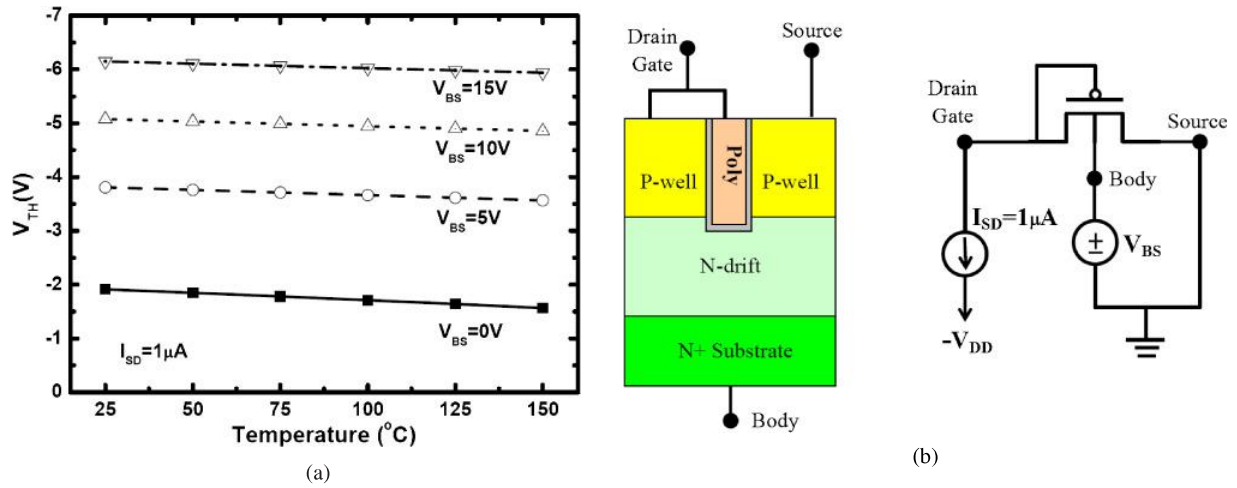 -7
-6
-5
-4
-3
-2
-1
0
V_TH(V)
V_BS=15V
V_BS=10V
V_BS=5V
V_BS=0V
I_SD=1μA
25
50
75
100
125
150
Temperature (°C)
(a)
Drain
Gate
Source
P-well
Poly
P-well
N-drift
N+ Substrate
Body
Drain
Gate
Source
Body
I_SD=1μA
±
V_BS
-V_DD
(b)